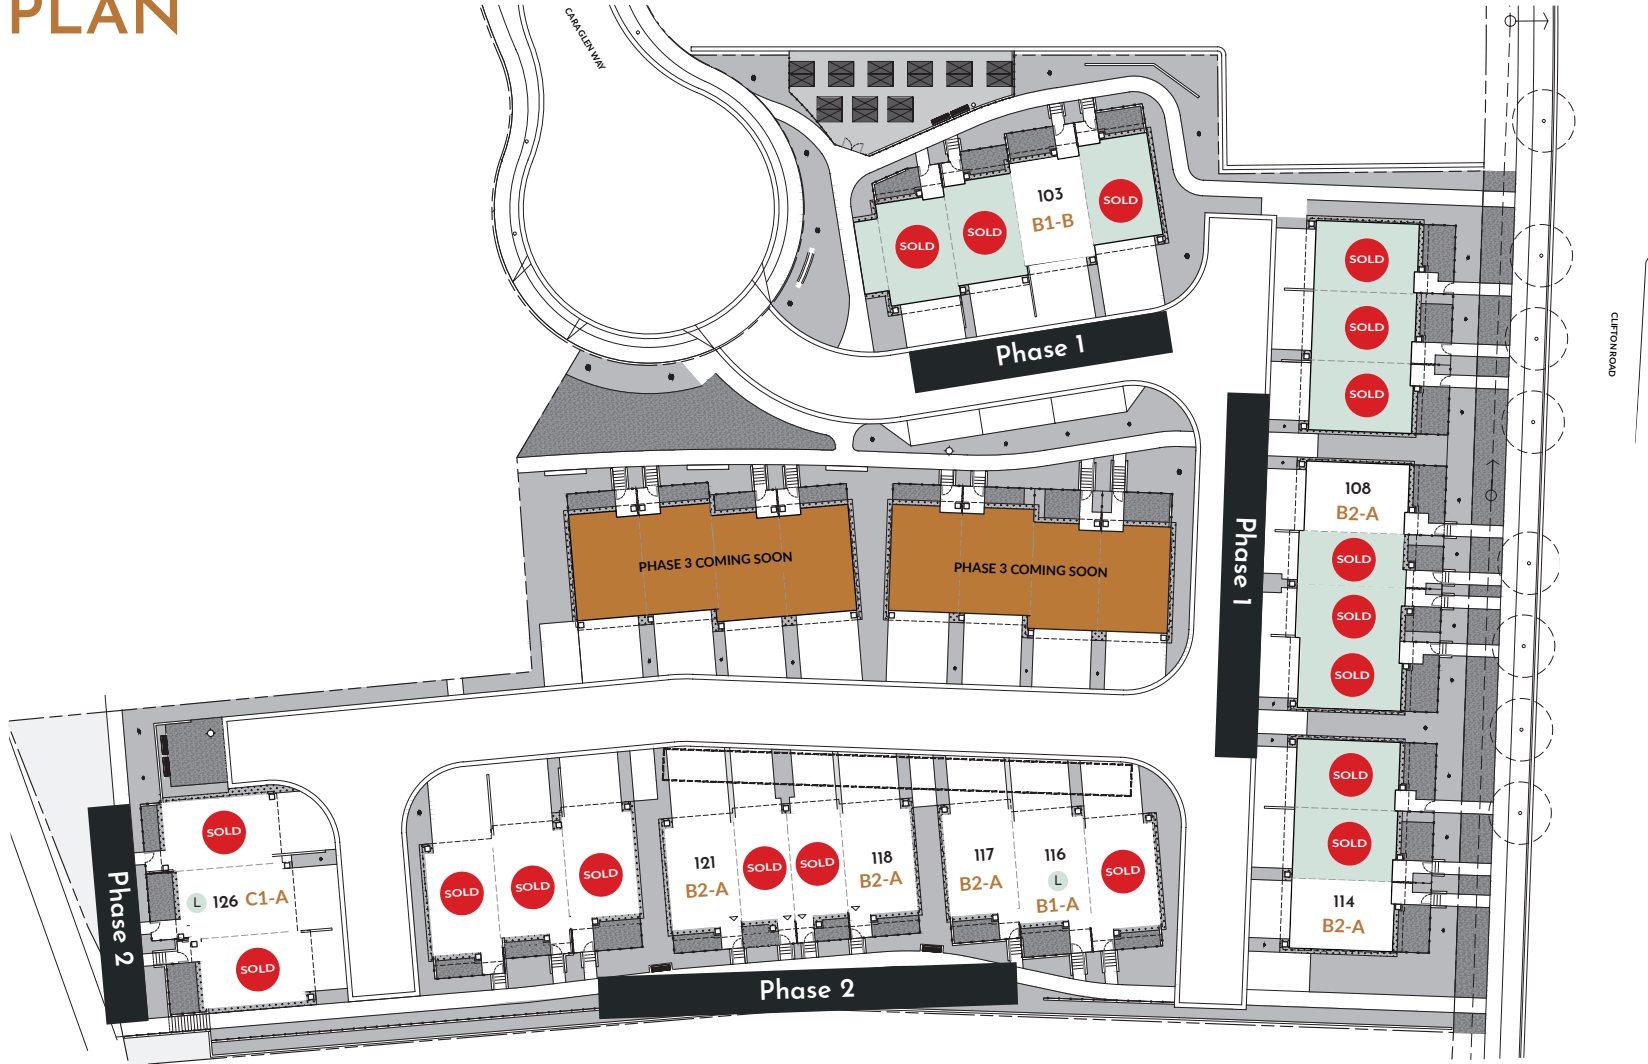 PLAN
CARA GLEN WAY
103
B1-B
SOLD
SOLD
SOLD
Phase 1
SOLD
SOLD
SOLD
CLIFTON ROAD
Phase 1
108
B2-A
SOLD
SOLD
SOLD
PHASE 3 COMING SOON
PHASE 3 COMING SOON
SOLD
SOLD
114
B2-A
SOLD
L 126 C1-A
SOLD
Phase 2
SOLD
SOLD
SOLD
121
B2-A
SOLD
SOLD
118
B2-A
117
B2-A
116
L
B1-A
SOLD
Phase 2